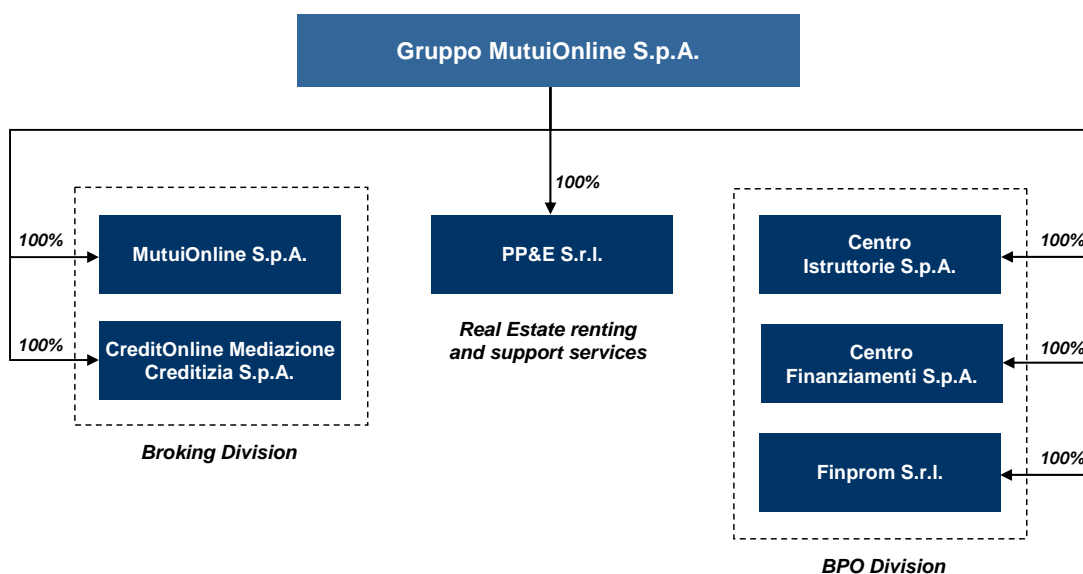 Gruppo MutuiOnline S.p.A.
100%
100%
MutuiOnline S.p.A.
100%
CreditOnline Mediazione
Creditizia S.p.A.
Broking Division
PP&E S.r.l.
Real Estate renting
and support services
Centro
Istruttorie S.p.A.
100%
Centro
Finanziamenti S.p.A.
100%
Finprom S.r.l.
100%
BPO Division